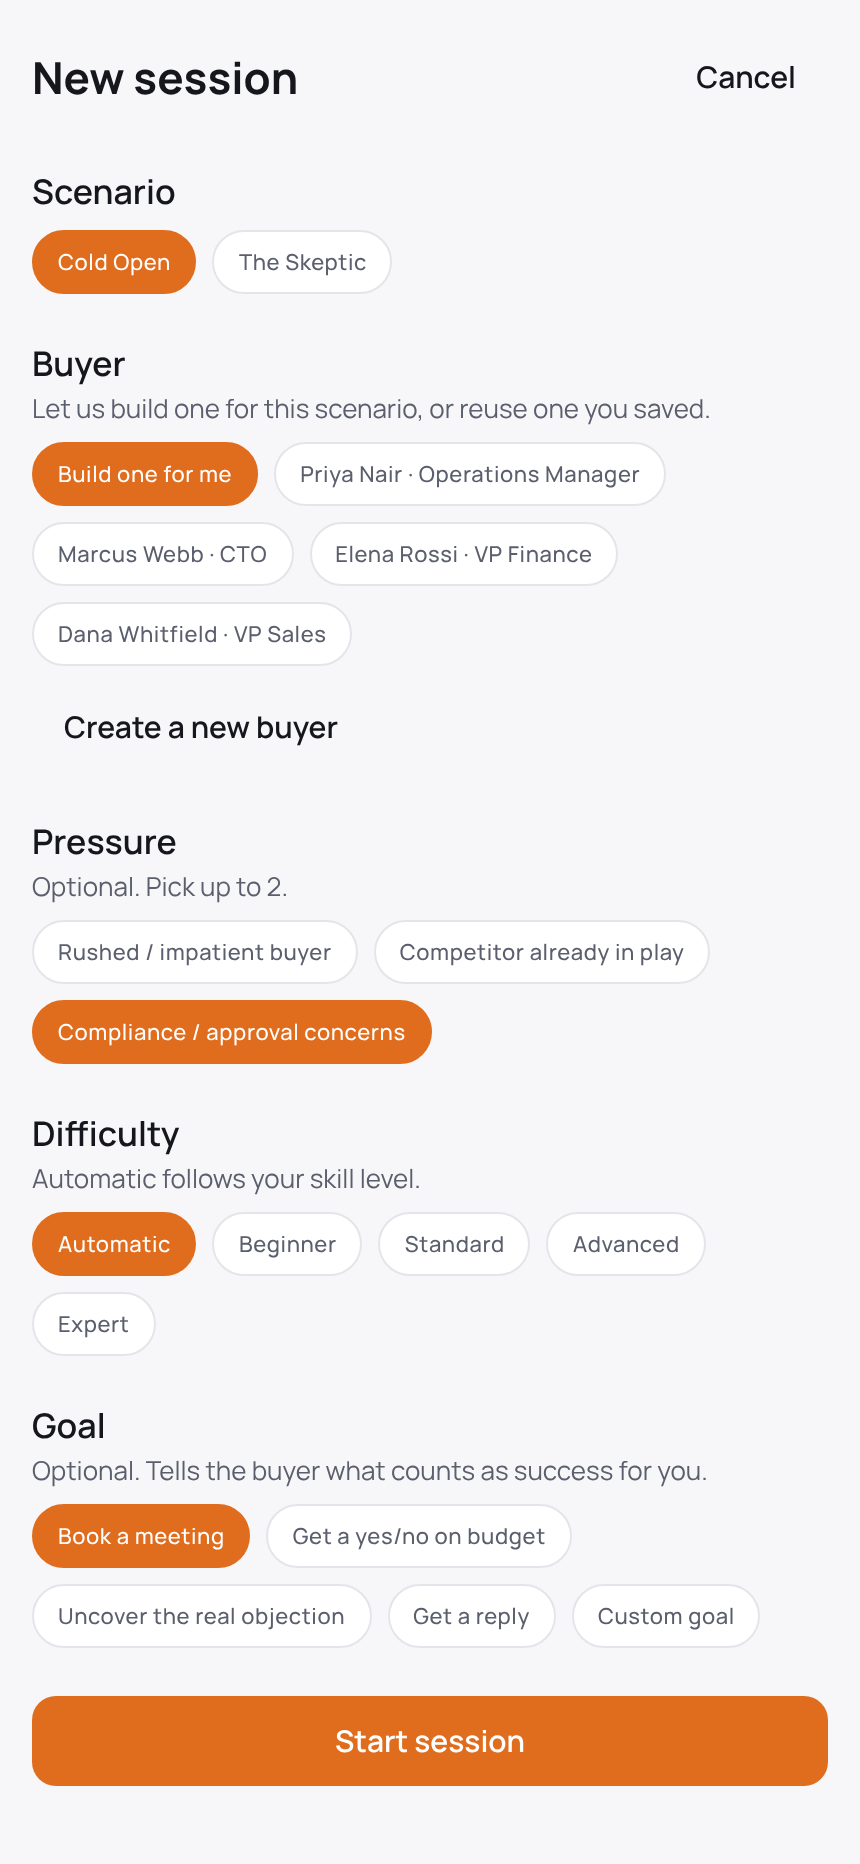 New session
Cancel
Scenario
Cold Open
The Skeptic
Buyer
Let us build one for this scenario, or reuse one you saved.
Build one for me
Priya Nair · Operations Manager
Marcus Webb · CTO
Elena Rossi · VP Finance
Dana Whitfield · VP Sales
Create a new buyer
Pressure
Optional. Pick up to 2.
Rushed / impatient buyer
Competitor already in play
Compliance / approval concerns
Difficulty
Automatic follows your skill level.
Automatic
Beginner
Standard
Advanced
Expert
Goal
Optional. Tells the buyer what counts as success for you.
Book a meeting
Get a yes/no on budget
Uncover the real objection
Get a reply
Custom goal
Start session